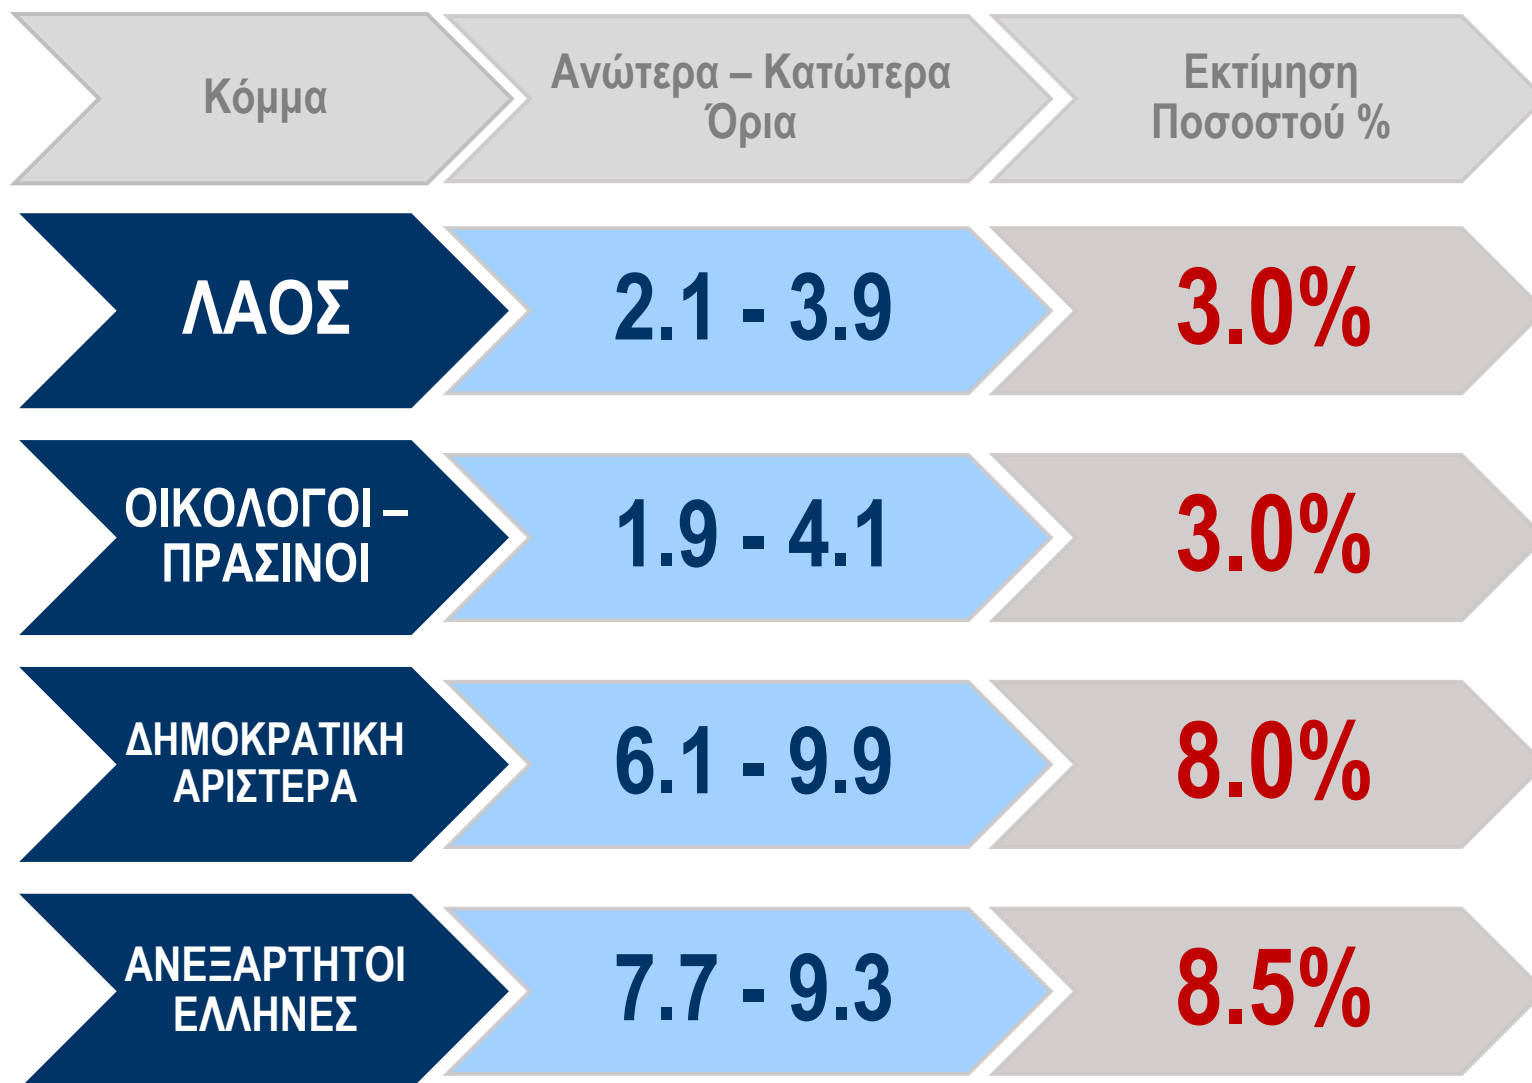 Κόμμα
Ανώτερα – Κατώτερα
Όρια
Εκτίμηση
Ποσοστού %
ΛΑΟΣ
2.1 - 3.9
3.0%
ΟΙΚΟΛΟΓΟΙ –
ΠΡΑΣΙΝΟΙ
1.9 - 4.1
3.0%
ΔΗΜΟΚΡΑΤΙΚΗ
ΑΡΙΣΤΕΡΑ
6.1 - 9.9
8.0%
ΑΝΕΞΑΡΤΗΤΟΙ
ΕΛΛΗΝΕΣ
7.7 - 9.3
8.5%